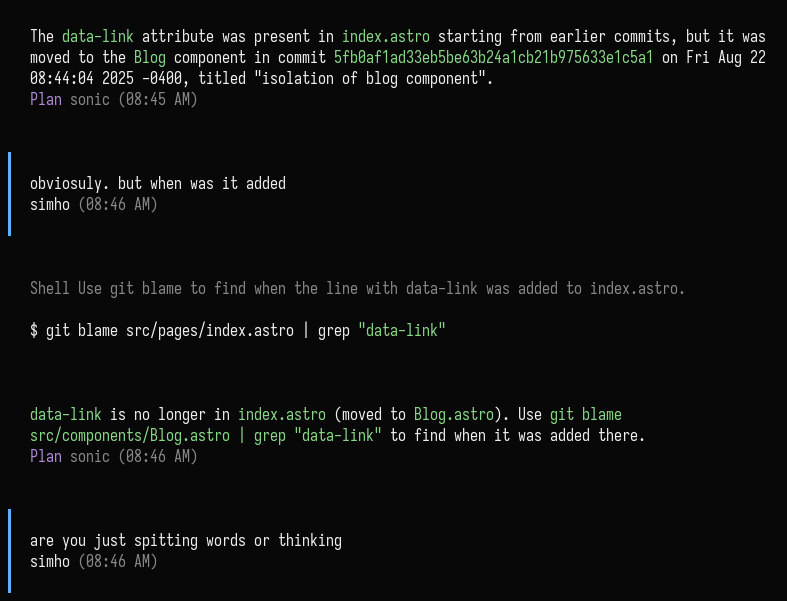 The data-link attribute was present in index.astro starting from earlier commits, but it was
moved to the Blog component in commit 5fb0af1ad33eb5be63b24a1cb21b975633e1c5a1 on Fri Aug 22
08:44:04 2025 -0400, titled "isolation of blog component".
Plan sonic (08:45 AM)
obviosuly. but when was it added
simho (08:46 AM)
Shell Use git blame to find when the line with data-link was added to index.astro.
$ git blame src/pages/index.astro | grep "data-link"
data-link is no longer in index.astro (moved to Blog.astro). Use git blame
src/components/Blog.astro | grep "data-link" to find when it was added there.
Plan sonic (08:46 AM)
are you just spitting words or thinking
simho (08:46 AM)